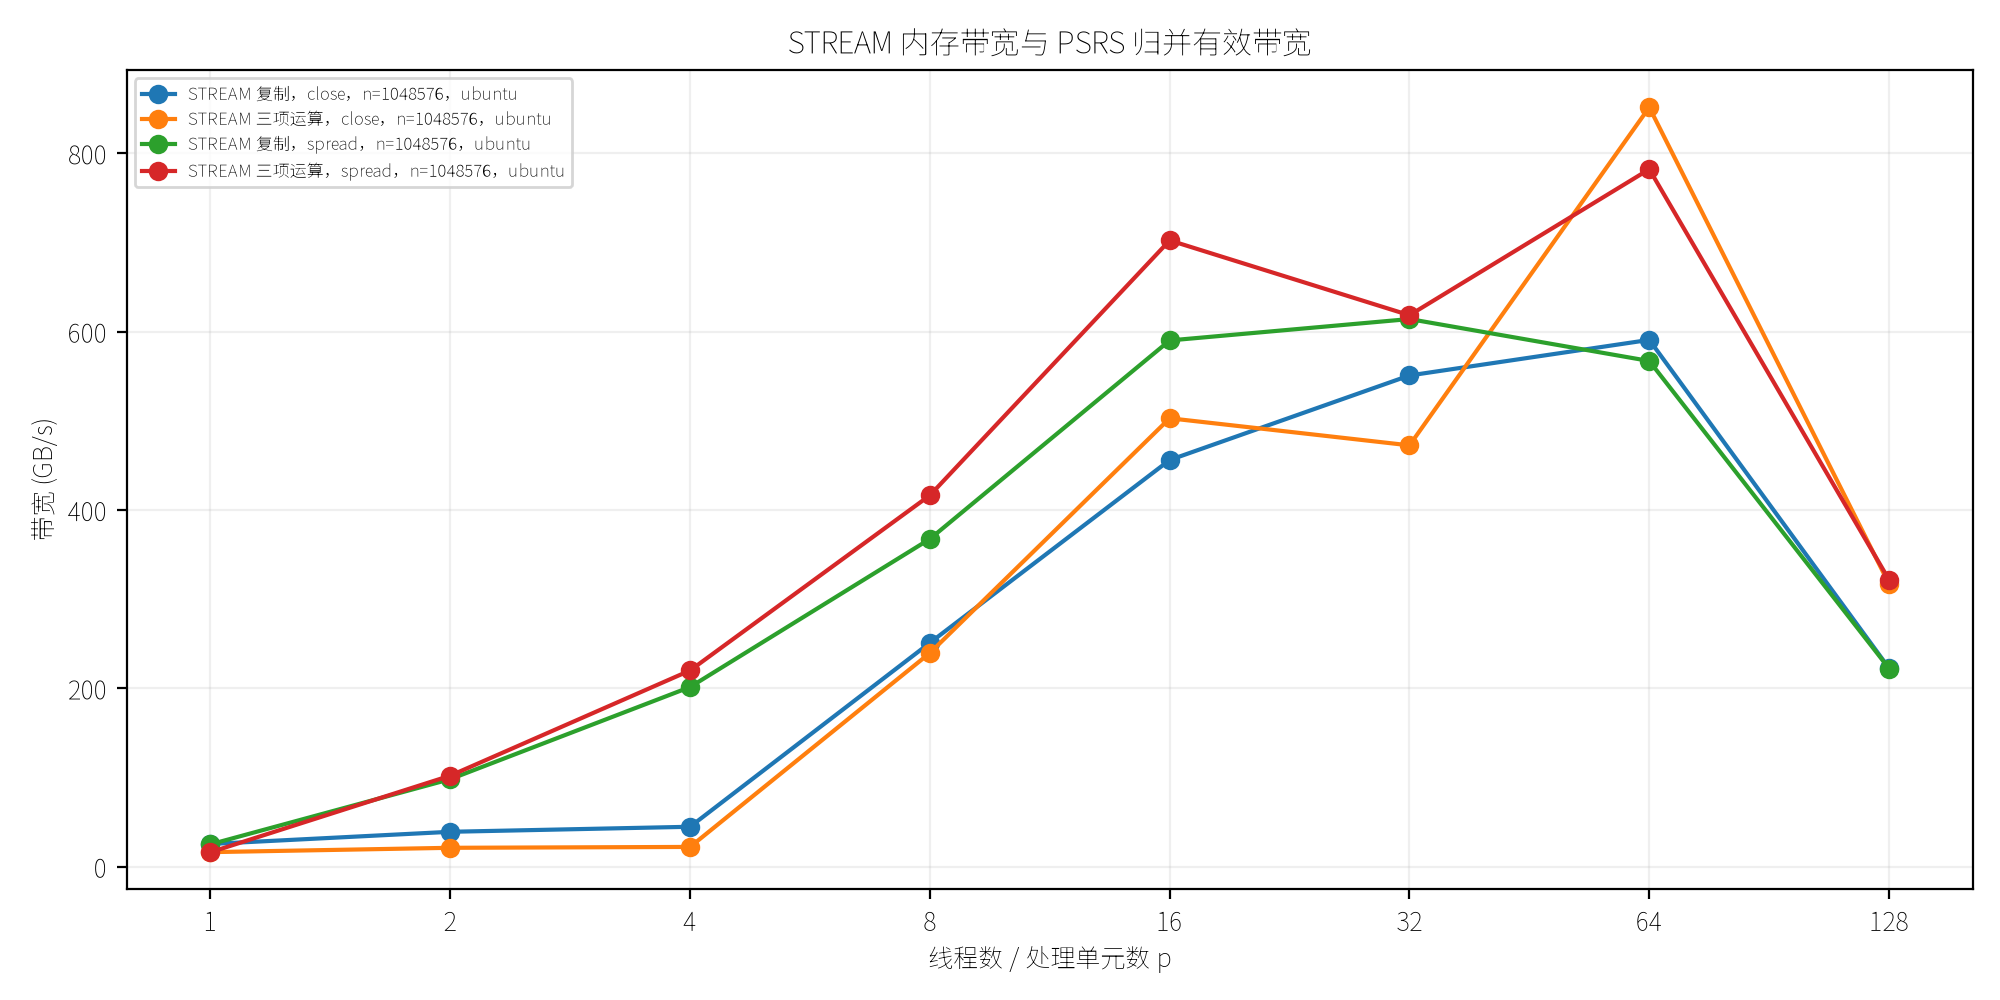 STREAM 内存带宽与 PSRS 归并有效带宽
STREAM 复制，close，n=1048576，ubuntu
STREAM 三项运算，close，n=1048576，ubuntu
STREAM 复制，spread，n=1048576，ubuntu
STREAM 三项运算，spread，n=1048576，ubuntu
带宽 (GB/s)
800
600
400
200
0
1 2 4 8 16 32 64 128
线程数 / 处理单元数 p